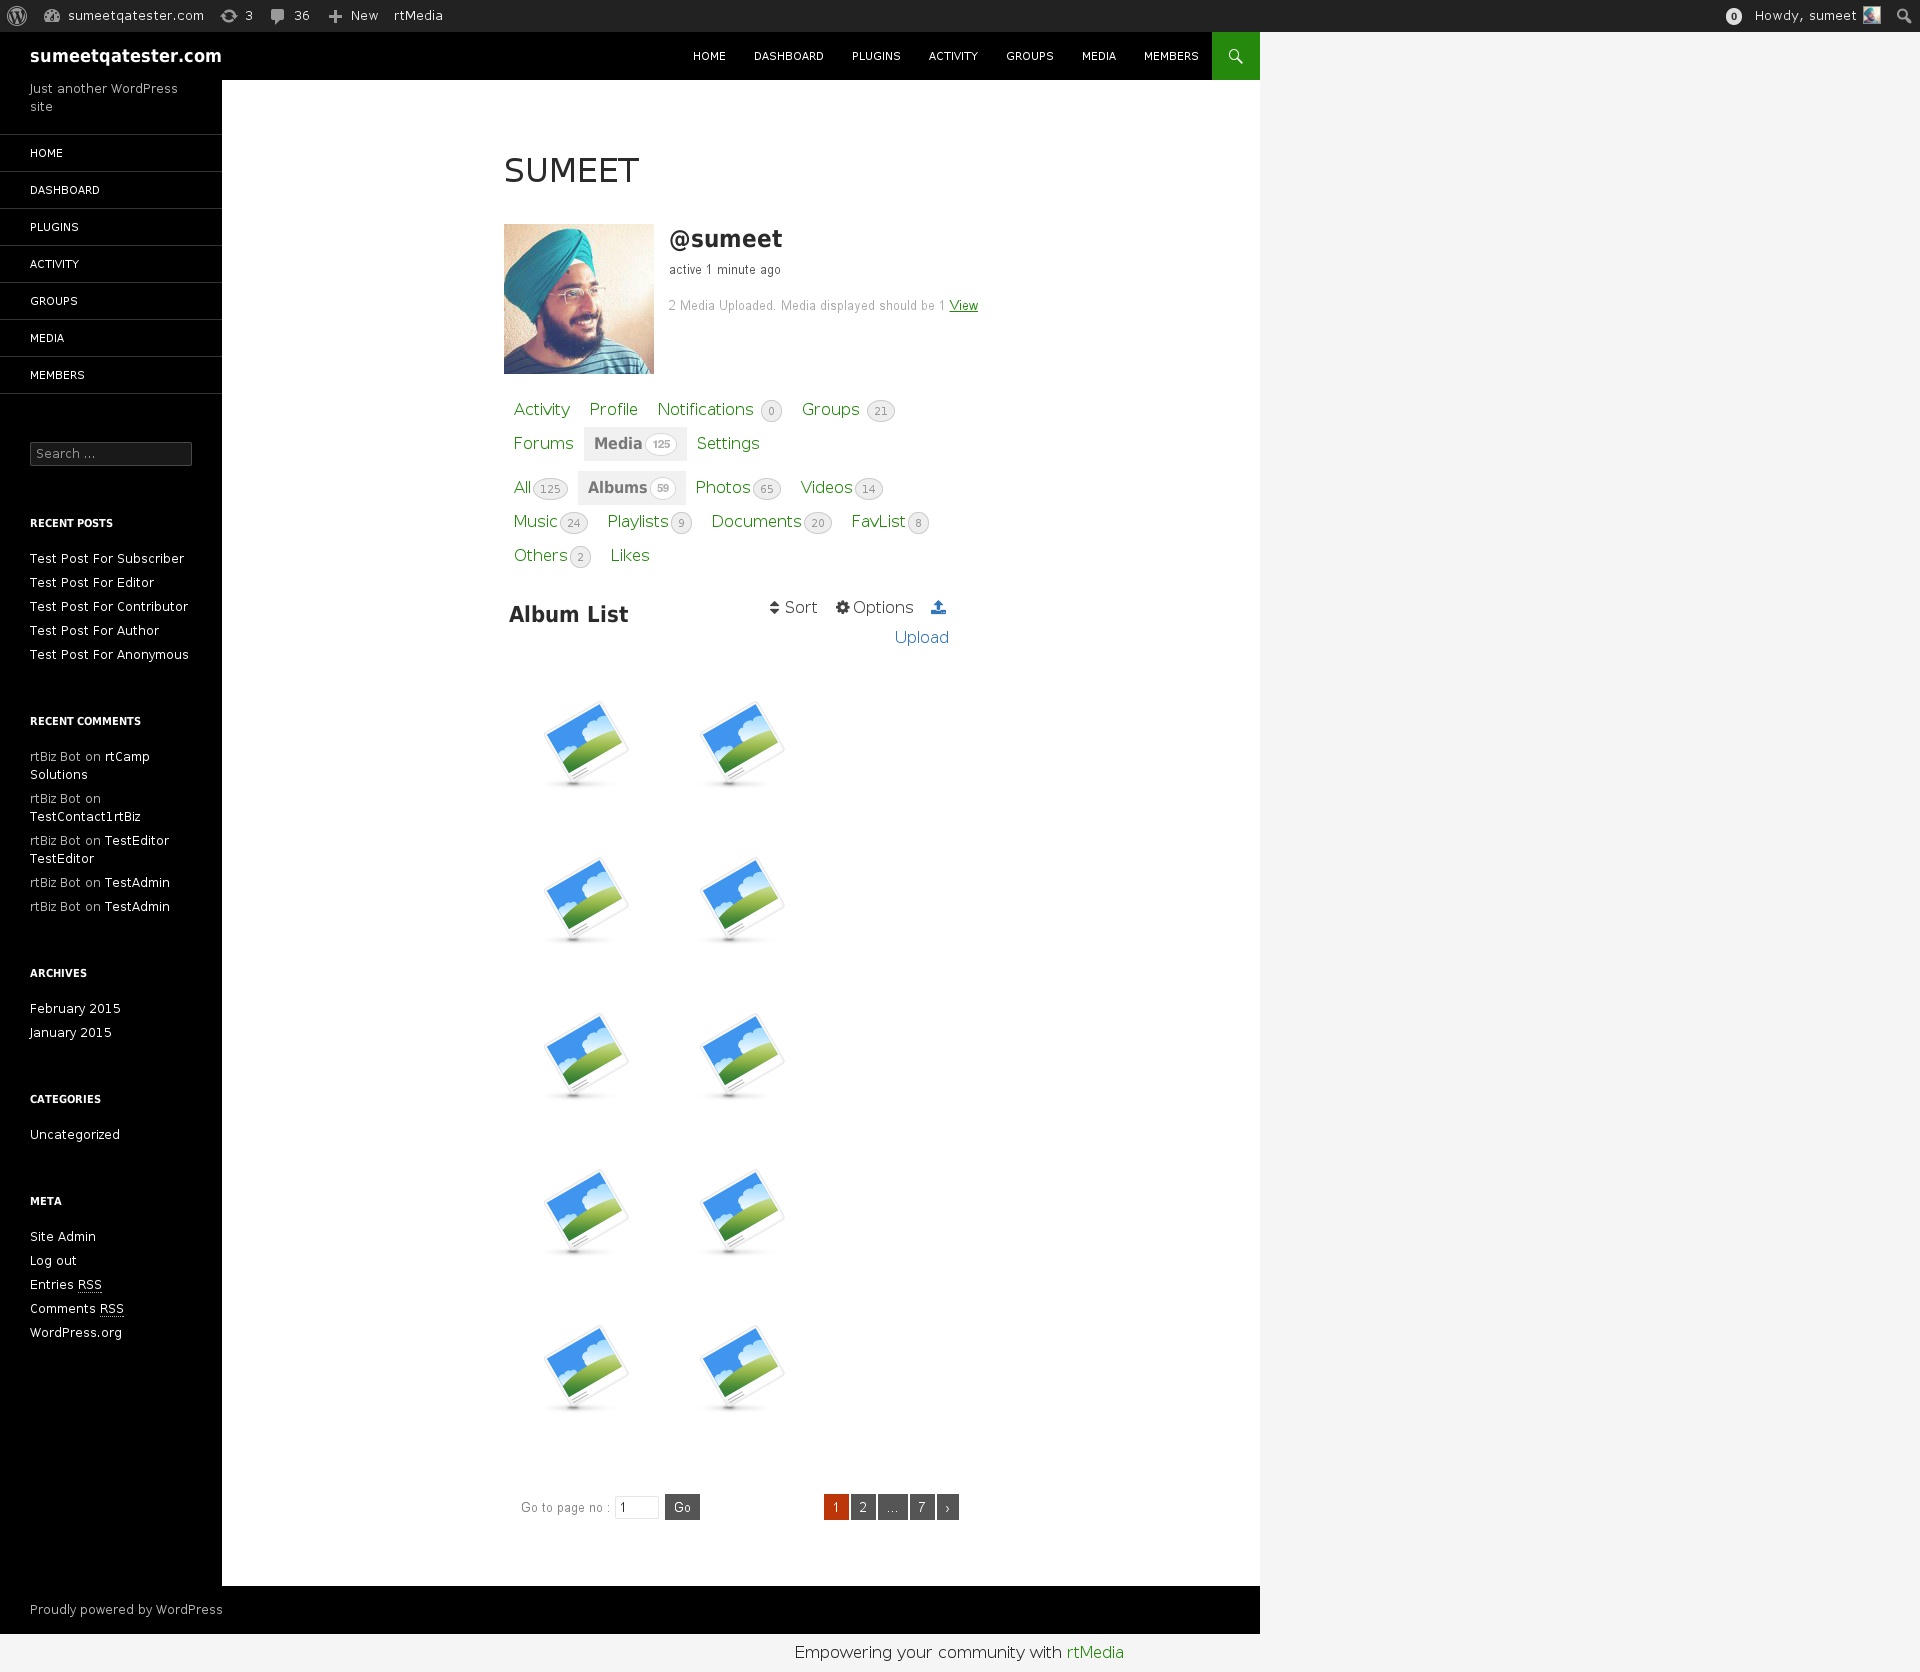 sumeetqatester.com 3 36 New rtMedia 0 Howdy, sumeet
sumeetqatester.com
HOME DASHBOARD PLUGINS ACTIVITY GROUPS MEDIA MEMBERS
Just another WordPress
site
HOME
DASHBOARD
PLUGINS
ACTIVITY
GROUPS
MEDIA
MEMBERS
Search ...
RECENT POSTS
Test Post For Subscriber
Test Post For Editor
Test Post For Contributor
Test Post For Author
Test Post For Anonymous
RECENT COMMENTS
rtBiz Bot on rtCamp
Solutions
rtBiz Bot on
TestContact1rtBiz
rtBiz Bot on TestEditor
TestEditor
rtBiz Bot on TestAdmin
rtBiz Bot on TestAdmin
ARCHIVES
February 2015
January 2015
CATEGORIES
Uncategorized
META
Site Admin
Log out
Entries RSS
Comments RSS
WordPress.org
SUMEET
@sumeet
active 1 minute ago
2 Media Uploaded. Media displayed should be 1 View
Activity Profile Notifications 0 Groups 21
Forums Media 125 Settings
All 125 Albums 59 Photos 65 Videos 14
Music 24 Playlists 9 Documents 20 FavList 8
Others 2 Likes
Album List
Sort Options
Upload
Go to page no : 1 Go
1 2 ... 7 ›
Proudly powered by WordPress
Empowering your community with rtMedia